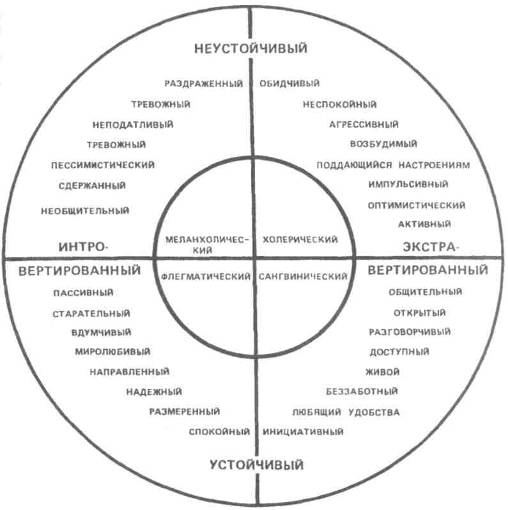 НЕУСТОЙЧИВЫЙ
РАЗДРАЖЕННЫЙ
ТРЕВОЖНЫЙ
НЕПОДАТЛИВЫЙ
ТРЕВОЖНЫЙ
ПЕССИМИСТИЧЕСКИЙ
СДЕРЖАННЫЙ
НЕОБЩИТЕЛЬНЫЙ
ОБИДЧИВЫЙ
НЕСПОКОЙНЫЙ
АГРЕССИВНЫЙ
ВОЗБУДИМЫЙ
ПОДДАЮЩИЙСЯ НАСТРОЕНИЯМ
ИМПУЛЬСИВНЫЙ
ОПТИМИСТИЧЕСКИЙ
АКТИВНЫЙ
МЕЛАНХОЛИЧЕС-
КИЙ
ХОЛЕРИЧЕСКИЙ
ФЛЕГМАТИЧЕСКИЙ
САНГВИНИЧЕСКИЙ
ИНТРО-
ВЕРТИРОВАННЫЙ
ЭКСТРА-
ВЕРТИРОВАННЫЙ
ПАССИВНЫЙ
СТАРАТЕЛЬНЫЙ
ВДУМЧИВЫЙ
МИРОЛЮБИВЫЙ
НАПРАВЛЕННЫЙ
НАДЕЖНЫЙ
РАЗМЕРЕННЫЙ
СПОКОЙНЫЙ
ОБЩИТЕЛЬНЫЙ
ОТКРЫТЫЙ
РАЗГОВОРЧИВЫЙ
ДОСТУПНЫЙ
ЖИВОЙ
БЕЗЗАБОТНЫЙ
ЛЮБЯЩИЙ УДОБСТВА
ИНИЦИАТИВНЫЙ
УСТОЙЧИВЫЙ